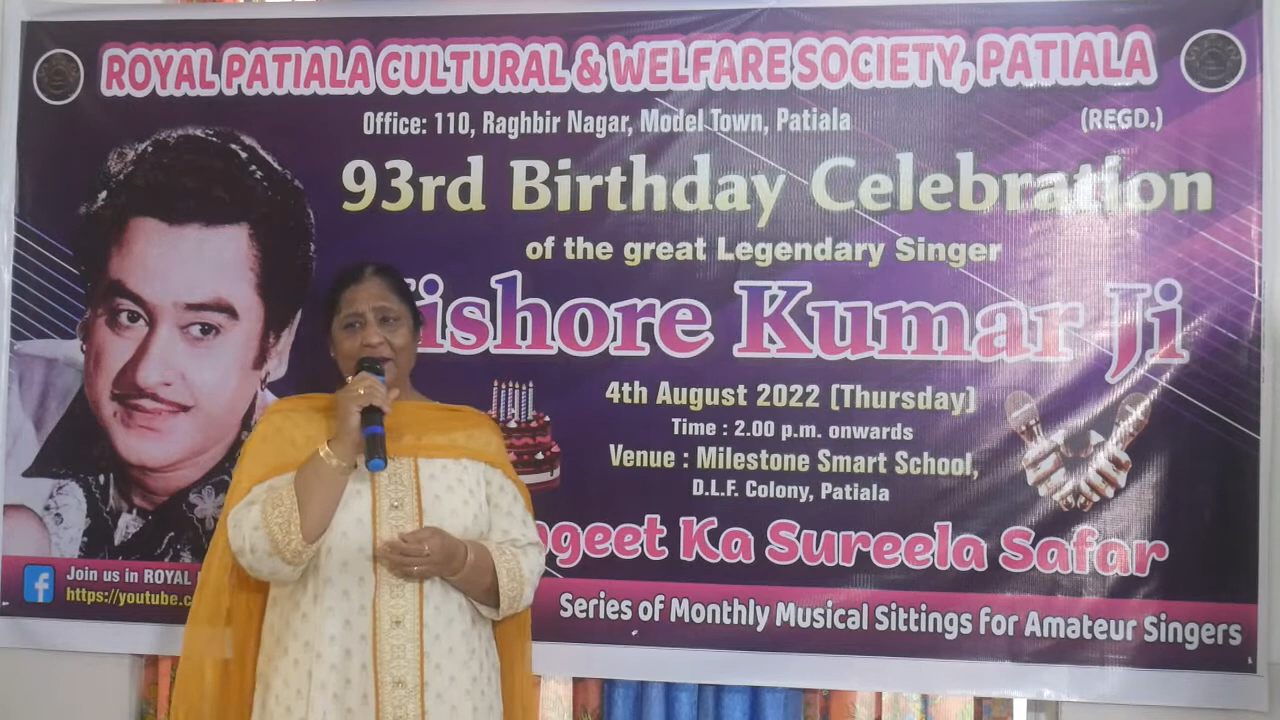 ROYAL PATIALA CULTURAL & WELFARE SOCIETY, PATIALA
Office: 110, Raghbir Nagar, Model Town, Patiala
(REGD.)
93rd Birthday Celebration
of the great Legendary Singer
ishore Kumar Ji
4th August 2022 (Thursday)
Time : 2.00 p.m. onwards
Venue : Milestone Smart School,
D.L.F. Colony, Patiala
ngeet Ka Sureela Safar
f
Join us in ROYAL
https://youtube.c
Series of Monthly Musical Sittings for Amateur Singers